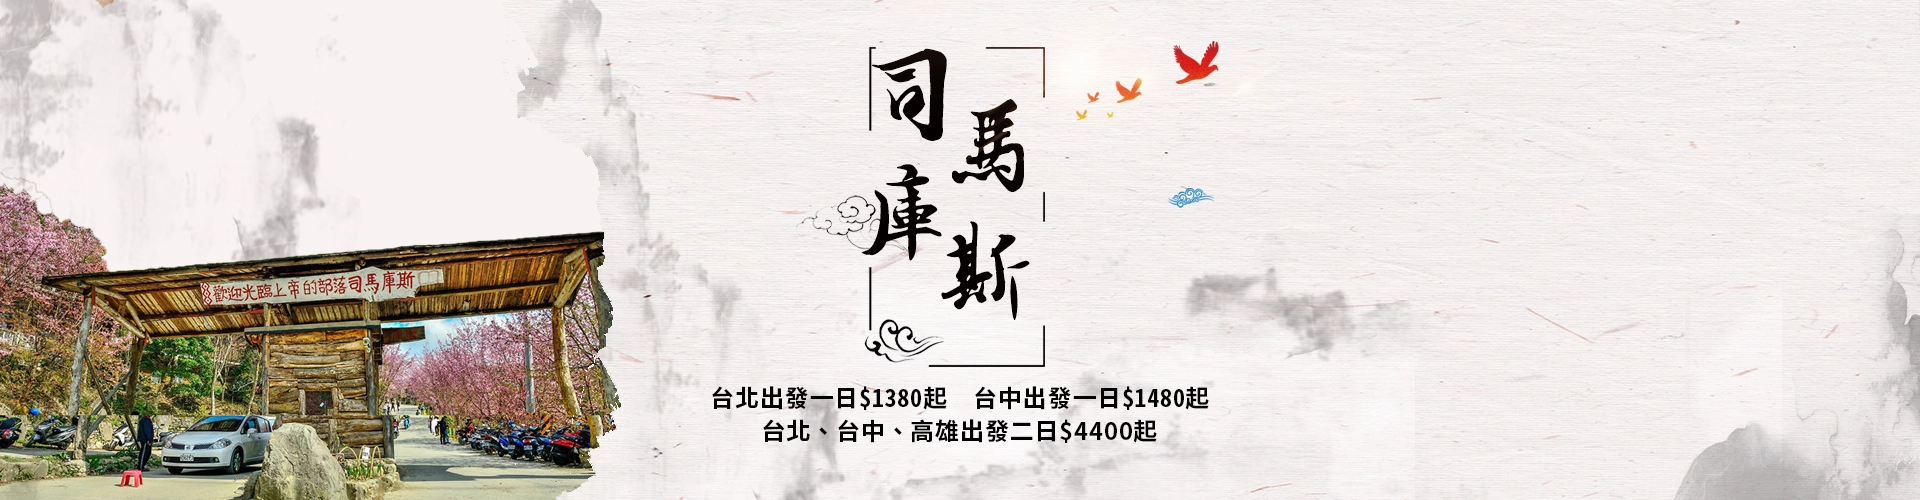 司馬庫斯
歡迎光臨上帝的部落司馬庫斯
台北出發一日$1380起　台中出發一日$1480起
台北、台中、高雄出發二日$4400起